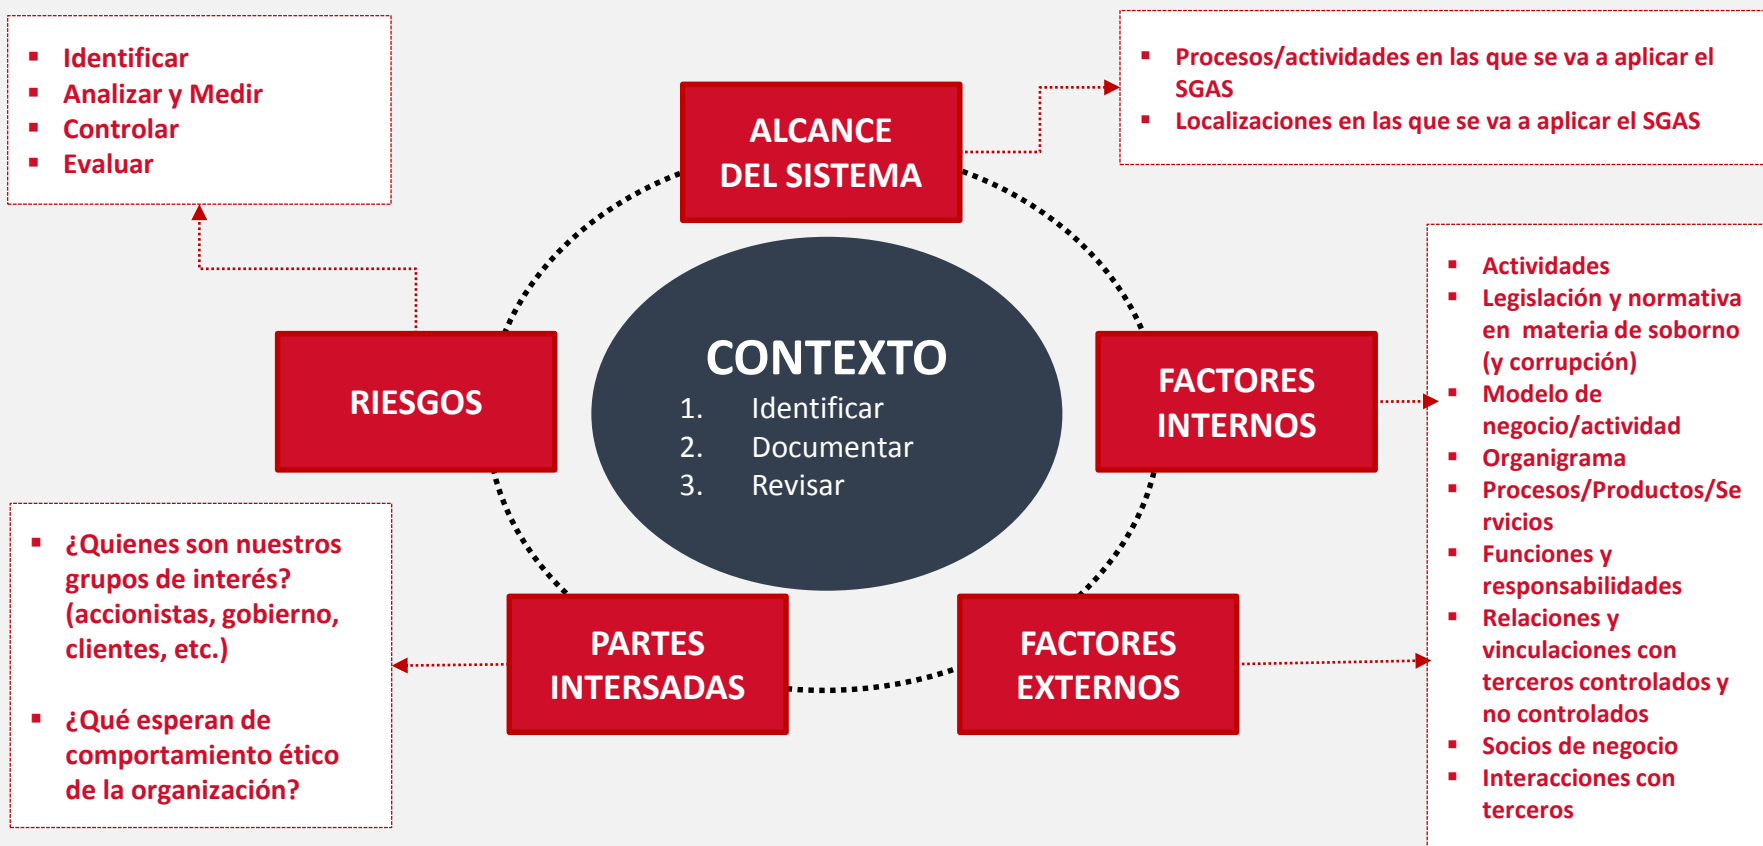 ▪ Identificar
▪ Analizar y Medir
▪ Controlar
▪ Evaluar
ALCANCE
DEL SISTEMA
▪ Procesos/actividades en las que se va a aplicar el
SGAS
▪ Localizaciones en las que se va a aplicar el SGAS
RIESGOS
CONTEXTO
1. Identificar
2. Documentar
3. Revisar
FACTORES
INTERNOS
▪ Actividades
▪ Legislación y normativa
en materia de soborno
(y corrupción)
▪ Modelo de
negocio/actividad
▪ Organigrama
▪ Procesos/Productos/Se
rvicios
▪ Funciones y
responsabilidades
▪ Relaciones y
vinculaciones con
terceros controlados y
no controlados
▪ Socios de negocio
▪ Interacciones con
terceros
▪ ¿Quienes son nuestros
grupos de interés?
(accionistas, gobierno,
clientes, etc.)
▪ ¿Qué esperan de
comportamiento ético
de la organización?
PARTES
INTERSADAS
FACTORES
EXTERNOS